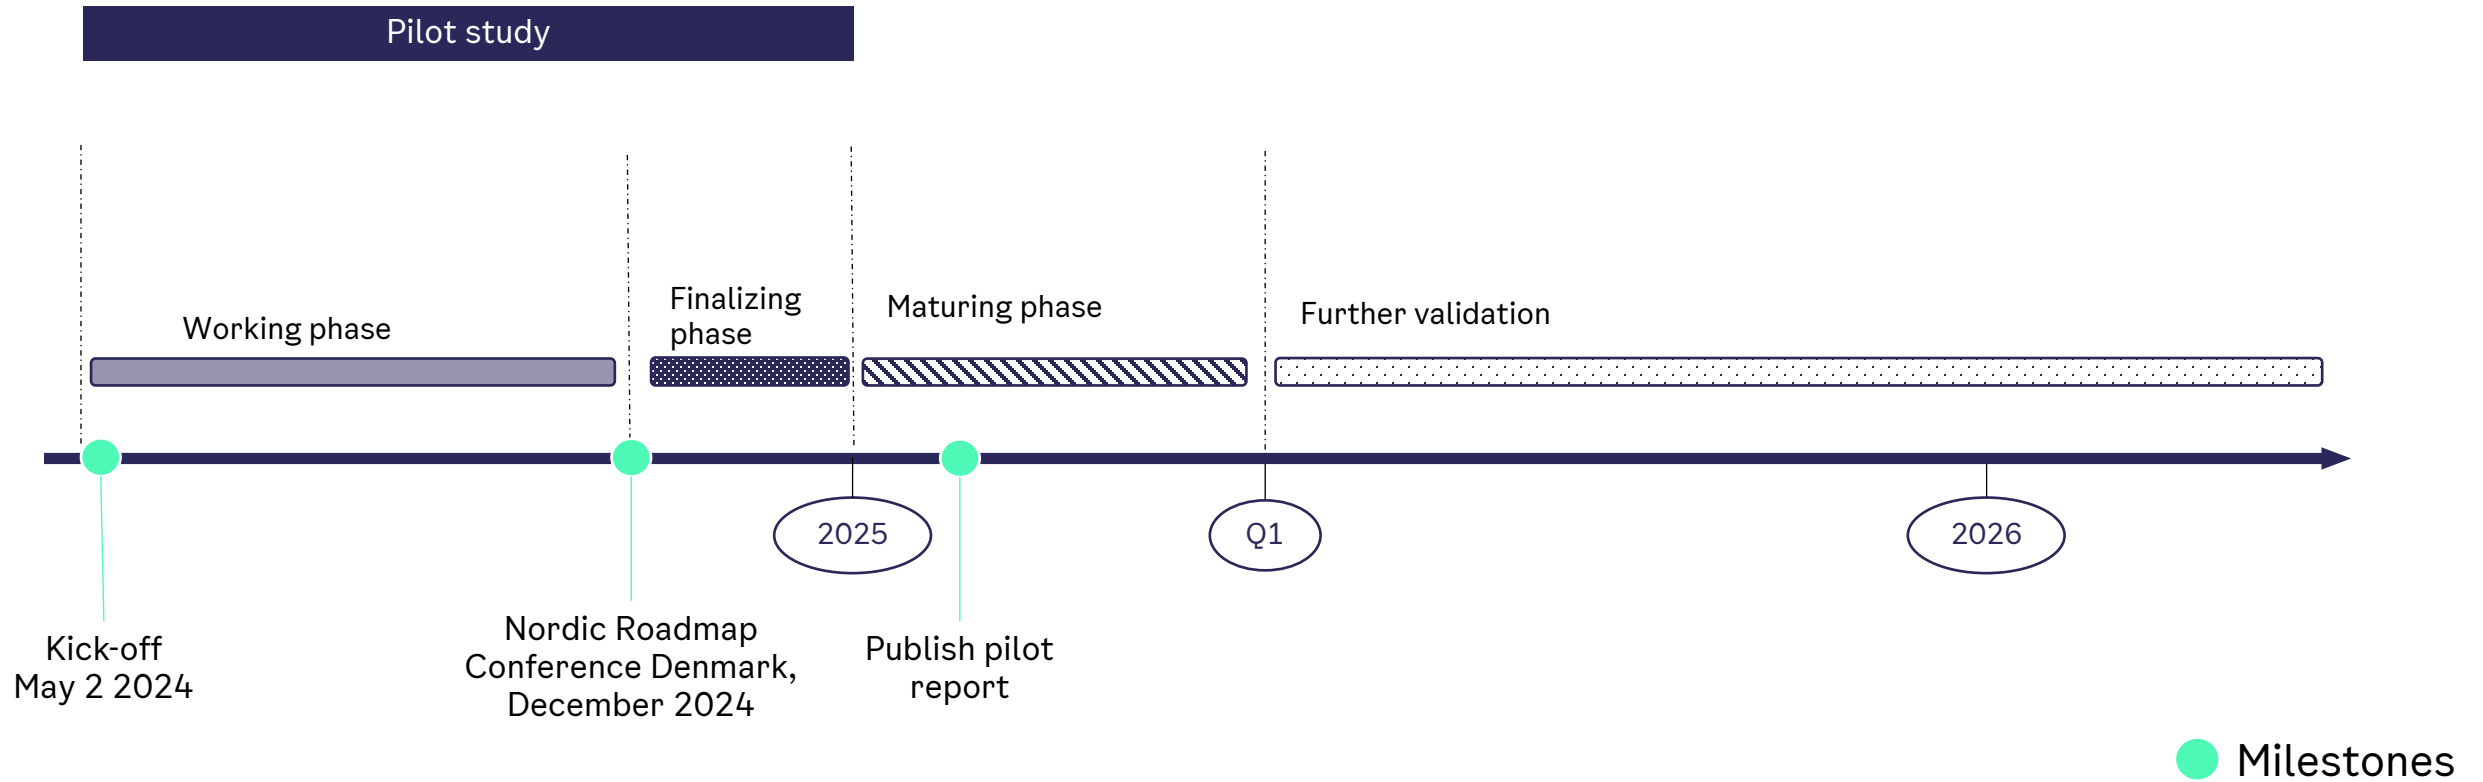 Pilot study
Working phase
Finalizing
phase
Maturing phase
Further validation
2025
Q1
2026
Kick-off
May 2 2024
Nordic Roadmap
Conference Denmark,
December 2024
Publish pilot
report
Milestones